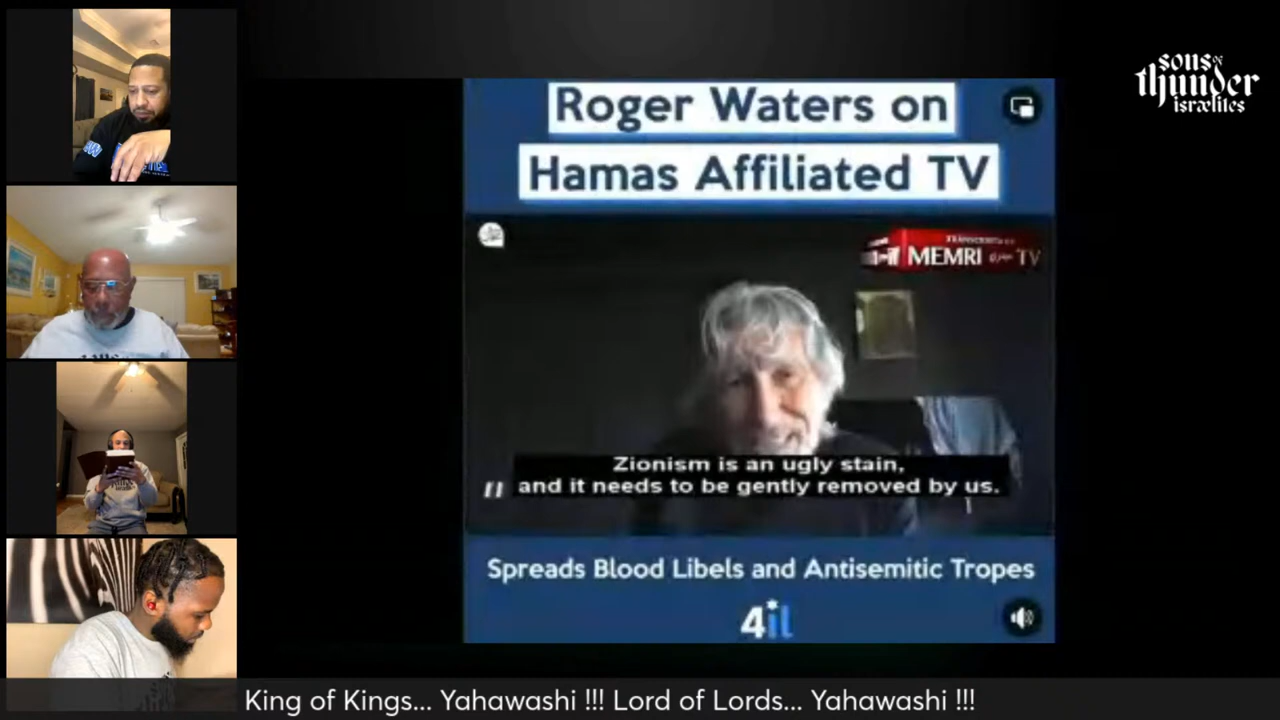 sons of
thunder
israelites
Roger Waters on
Hamas Affiliated TV
MEMRI TV
Zionism is an ugly stain,
" and it needs to be gently removed by us.
Spreads Blood Libels and Antisemitic Tropes
4il
King of Kings... Yahawashi !!! Lord of Lords... Yahawashi !!!